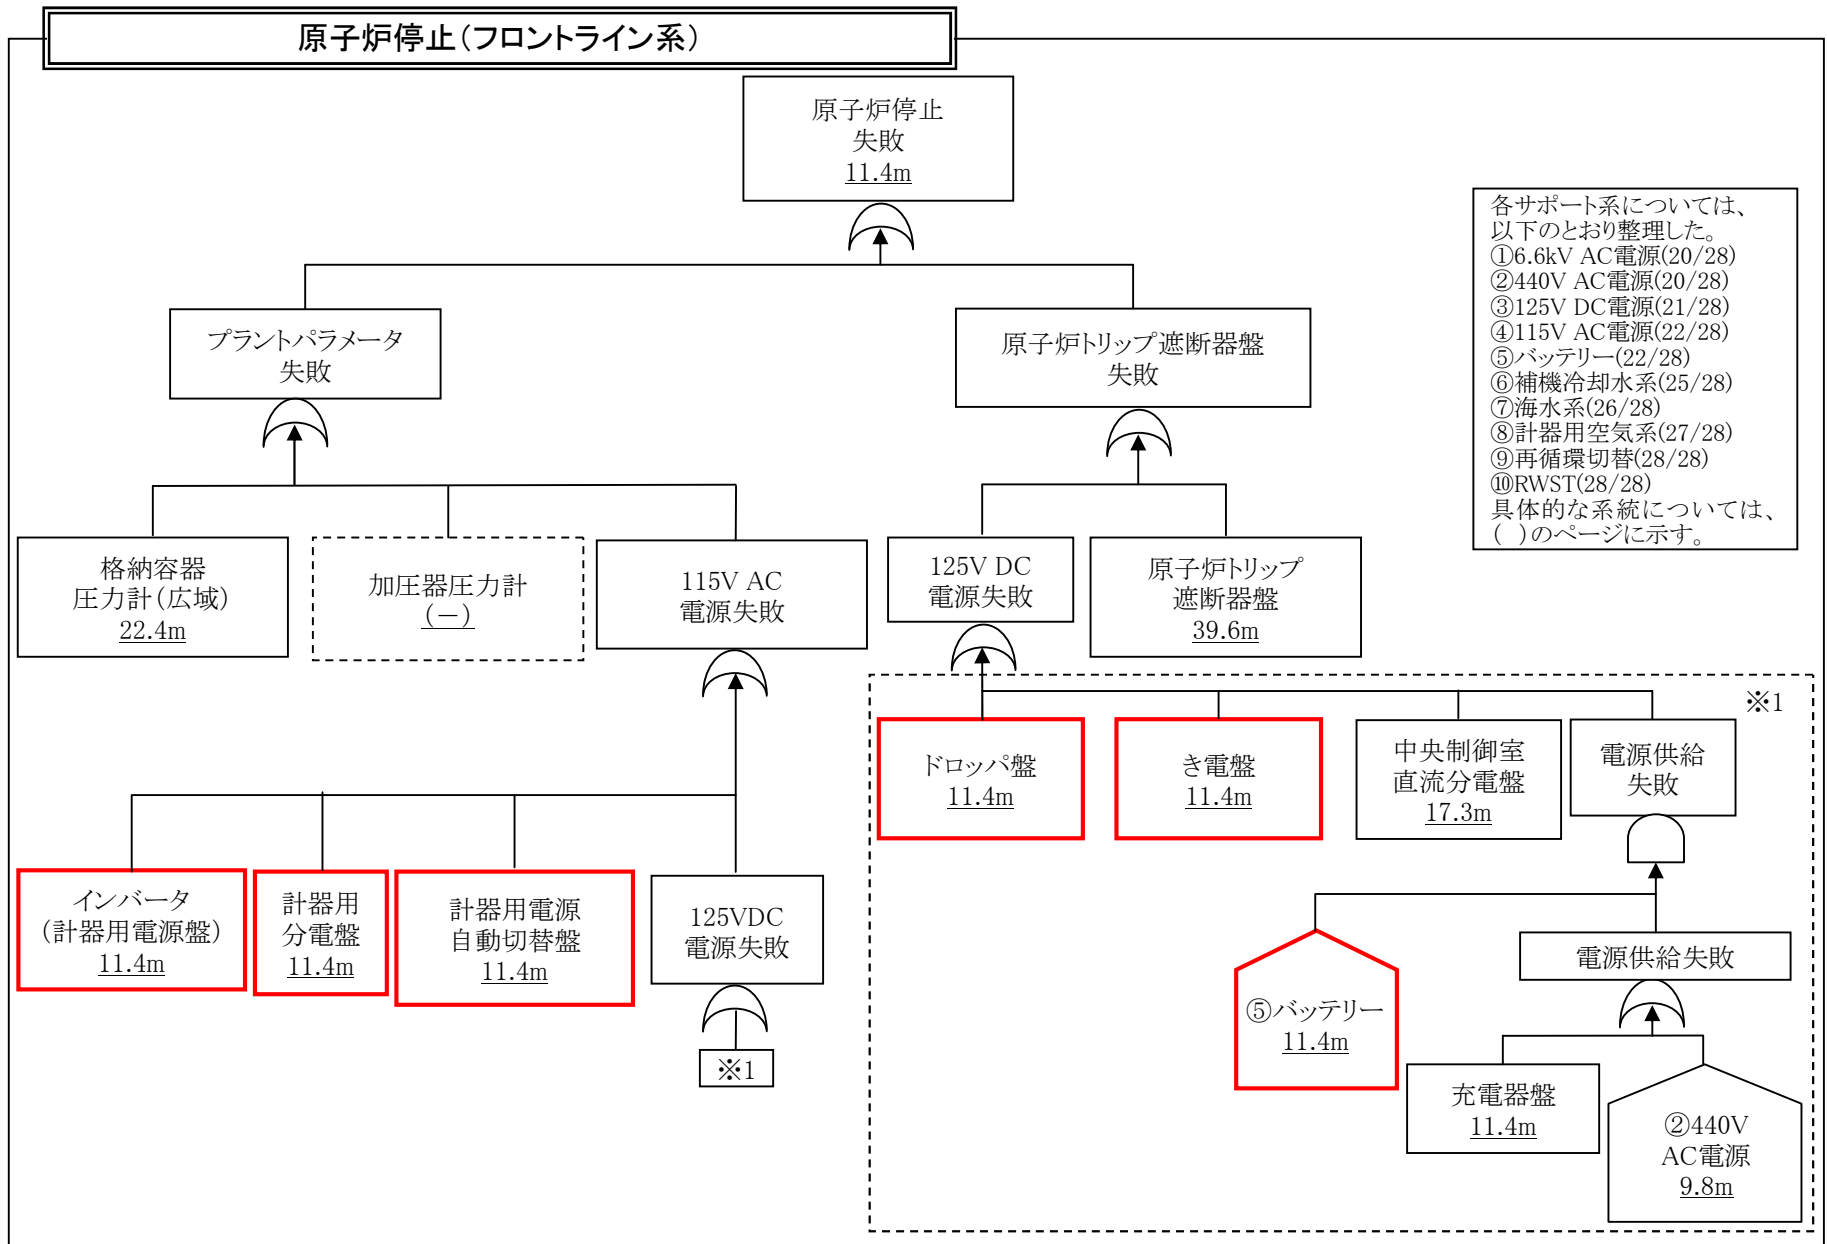 原子炉停止(フロントライン系)
原子炉停止
失敗
11.4m
各サポート系については、
以下のとおり整理した。
①6.6kV AC電源(20/28)
②440V AC電源(20/28)
③125V DC電源(21/28)
④115V AC電源(22/28)
⑤バッテリー(22/28)
⑥補機冷却水系(25/28)
⑦海水系(26/28)
⑧計器用空気系(27/28)
⑨再循環切替(28/28)
⑩RWST(28/28)
具体的な系統については、
( )のページに示す。
プラントパラメータ
失敗
原子炉トリップ遮断器盤
失敗
格納容器
圧力計(広域)
22.4m
加圧器圧力計
(-)
115V AC
電源失敗
125V DC
電源失敗
原子炉トリップ
遮断器盤
39.6m
※1
ドロッパ盤
11.4m
き電盤
11.4m
中央制御室
直流分電盤
17.3m
電源供給
失敗
インバータ
(計器用電源盤)
11.4m
計器用
分電盤
11.4m
計器用電源
自動切替盤
11.4m
125VDC
電源失敗
※1
⑤バッテリー
11.4m
電源供給失敗
充電器盤
11.4m
②440V
AC電源
9.8m